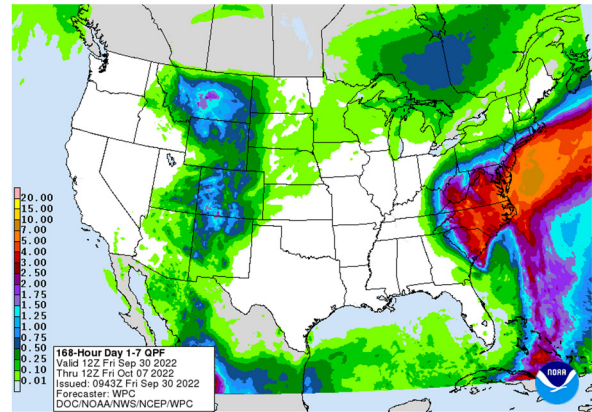 20.00
15.00
10.00
7.00
5.00
4.00
3.00
2.50
2.00
1.75
1.50
1.25
1.00
0.75
0.50
0.25
0.10
0.01
168-Hour Day 1-7 QPF
Valid 12Z Fri Sep 30 2022
Thru 12Z Fri Oct 07 2022
Issued: 0943Z Fri Sep 30 2022
Forecaster: WPC
DOC/NOAA/NWS/NCEP/WPC
NOAA